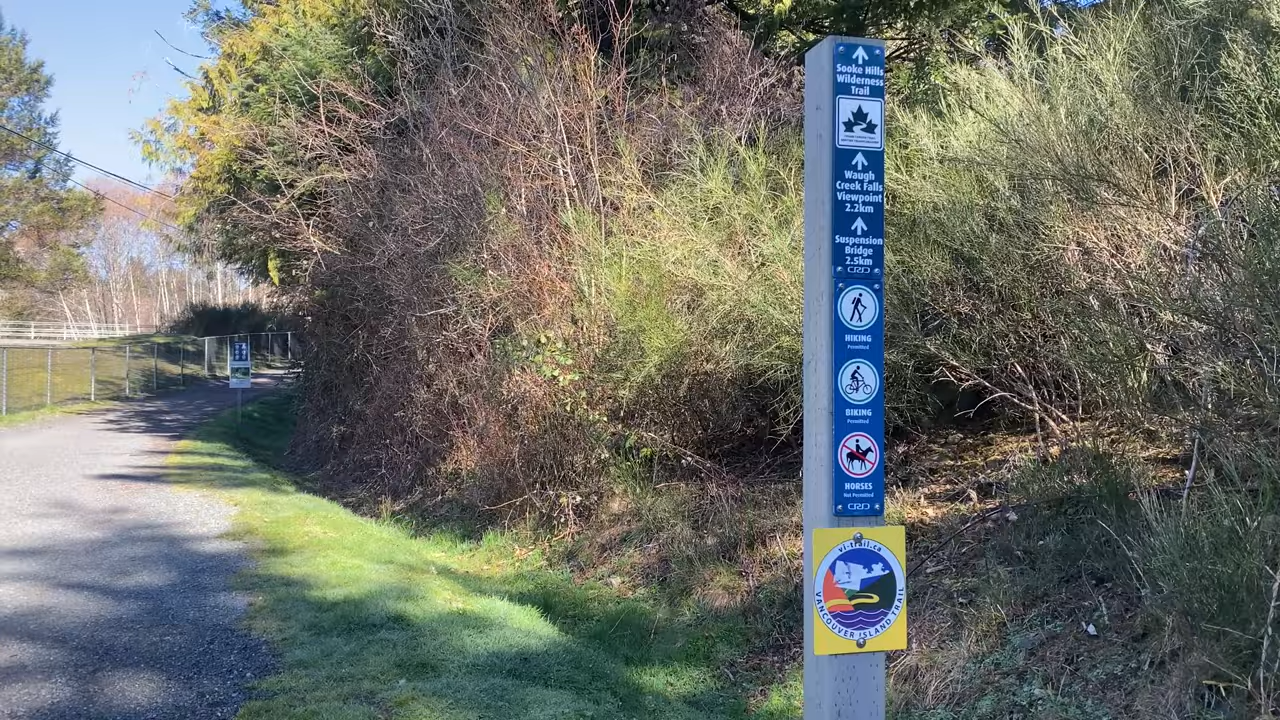 Sooke Hills
Wilderness
Trail
Waugh
Creek Falls
Viewpoint
2.2km
Suspension
Bridge
2.5km
CRD
HIKING
Permitted
BIKING
Permitted
HORSES
Not Permitted
CRD
vi-trail.ca
VANCOUVER ISLAND TRAIL